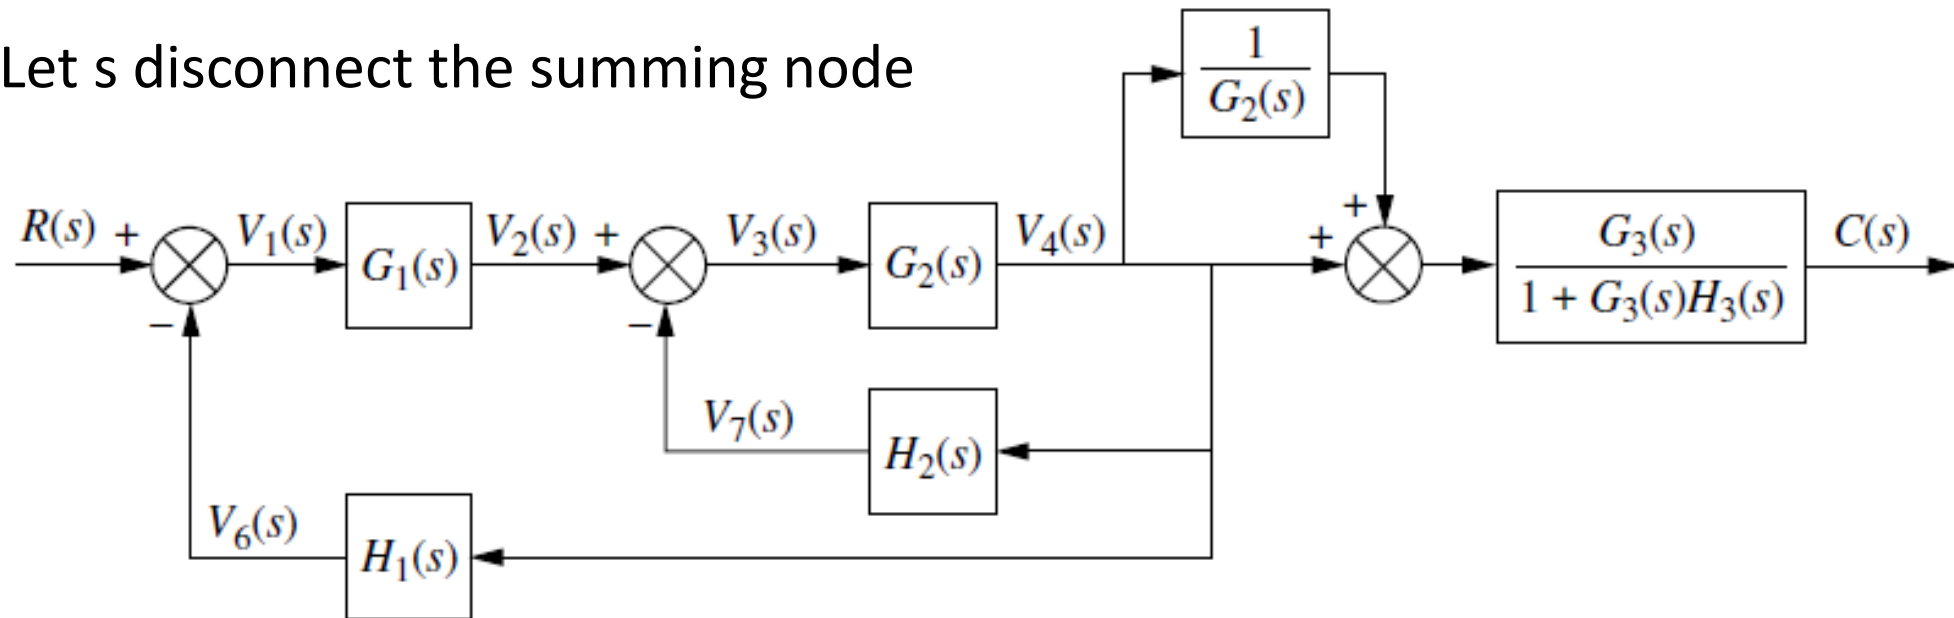 Let s disconnect the summing node
1
G₂(s)
R(s) + V₁(s) G₁(s) V₂(s) + V₃(s) G₂(s) V₄(s) + + G₃(s) C(s)
1 + G₃(s)H₃(s)
− −
V₇(s) H₂(s)
V₆(s) H₁(s)